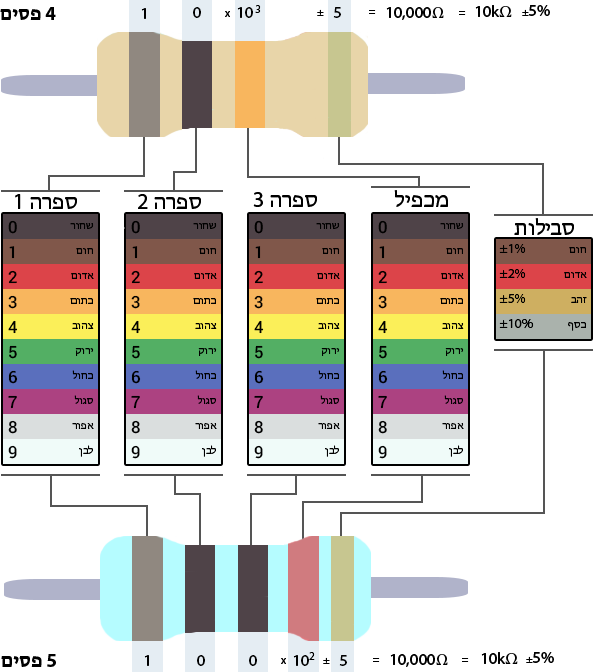 4 פסים 1 0 x 10³ ± 5 = 10,000Ω = 10kΩ ±5%
ספרה 1 ספרה 2 ספרה 3 מכפיל סבילות
0 שחור 0 שחור 0 שחור 0 שחור
1 חום 1 חום 1 חום 1 חום ±1% חום
2 אדום 2 אדום 2 אדום 2 אדום ±2% אדום
3 כתום 3 כתום 3 כתום 3 כתום ±5% זהב
4 צהוב 4 צהוב 4 צהוב 4 צהוב ±10% כסף
5 ירוק 5 ירוק 5 ירוק 5 ירוק
6 כחול 6 כחול 6 כחול 6 כחול
7 סגול 7 סגול 7 סגול 7 סגול
8 אפור 8 אפור 8 אפור 8 אפור
9 לבן 9 לבן 9 לבן 9 לבן
5 פסים 1 0 0 x 10² ± 5 = 10,000Ω = 10kΩ ±5%